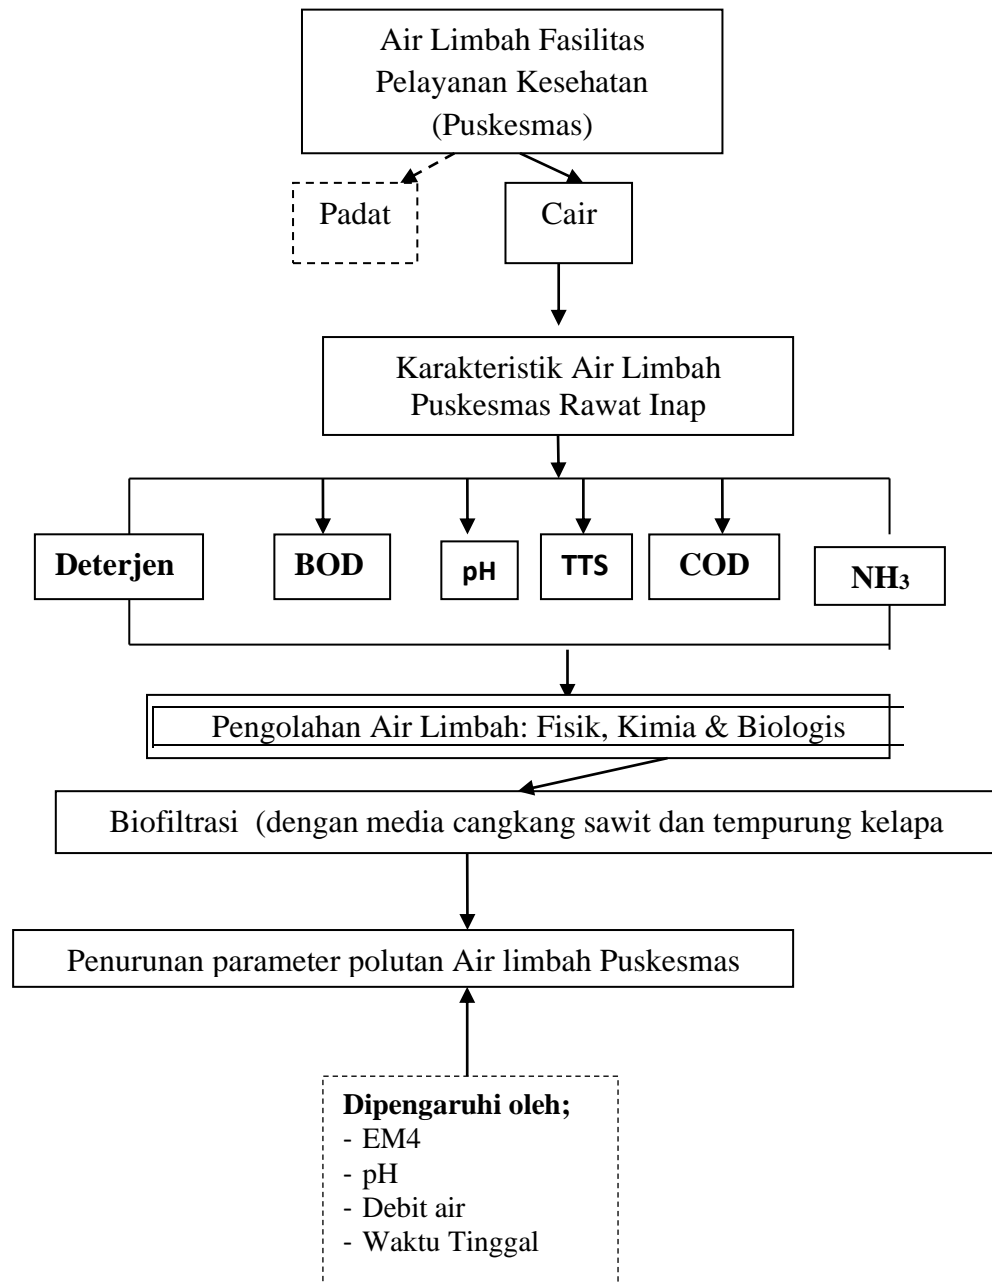 Air Limbah Fasilitas
Pelayanan Kesehatan
(Puskesmas)
Padat
Cair
Karakteristik Air Limbah
Puskesmas Rawat Inap
Deterjen
BOD
pH
TTS
COD
NH₃
Pengolahan Air Limbah: Fisik, Kimia & Biologis
Biofiltrasi (dengan media cangkang sawit dan tempurung kelapa
Penurunan parameter polutan Air limbah Puskesmas
Dipengaruhi oleh;
- EM4
- pH
- Debit air
- Waktu Tinggal